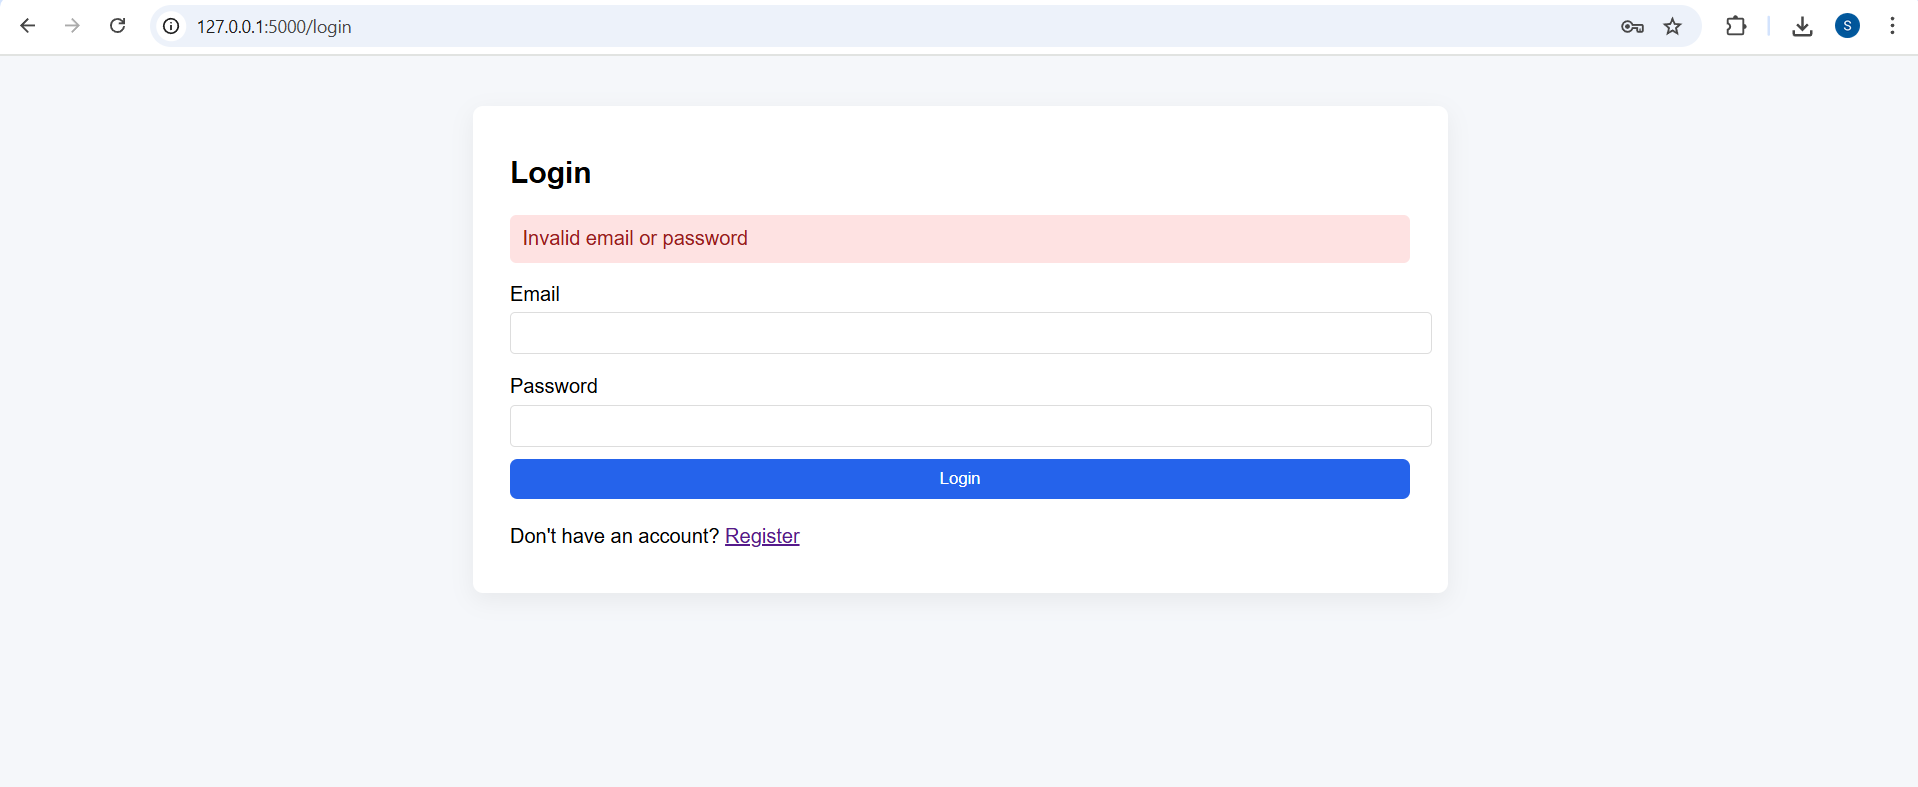 127.0.0.1:5000/login
S
Login
Invalid email or password
Email
Password
Login
Don't have an account? Register